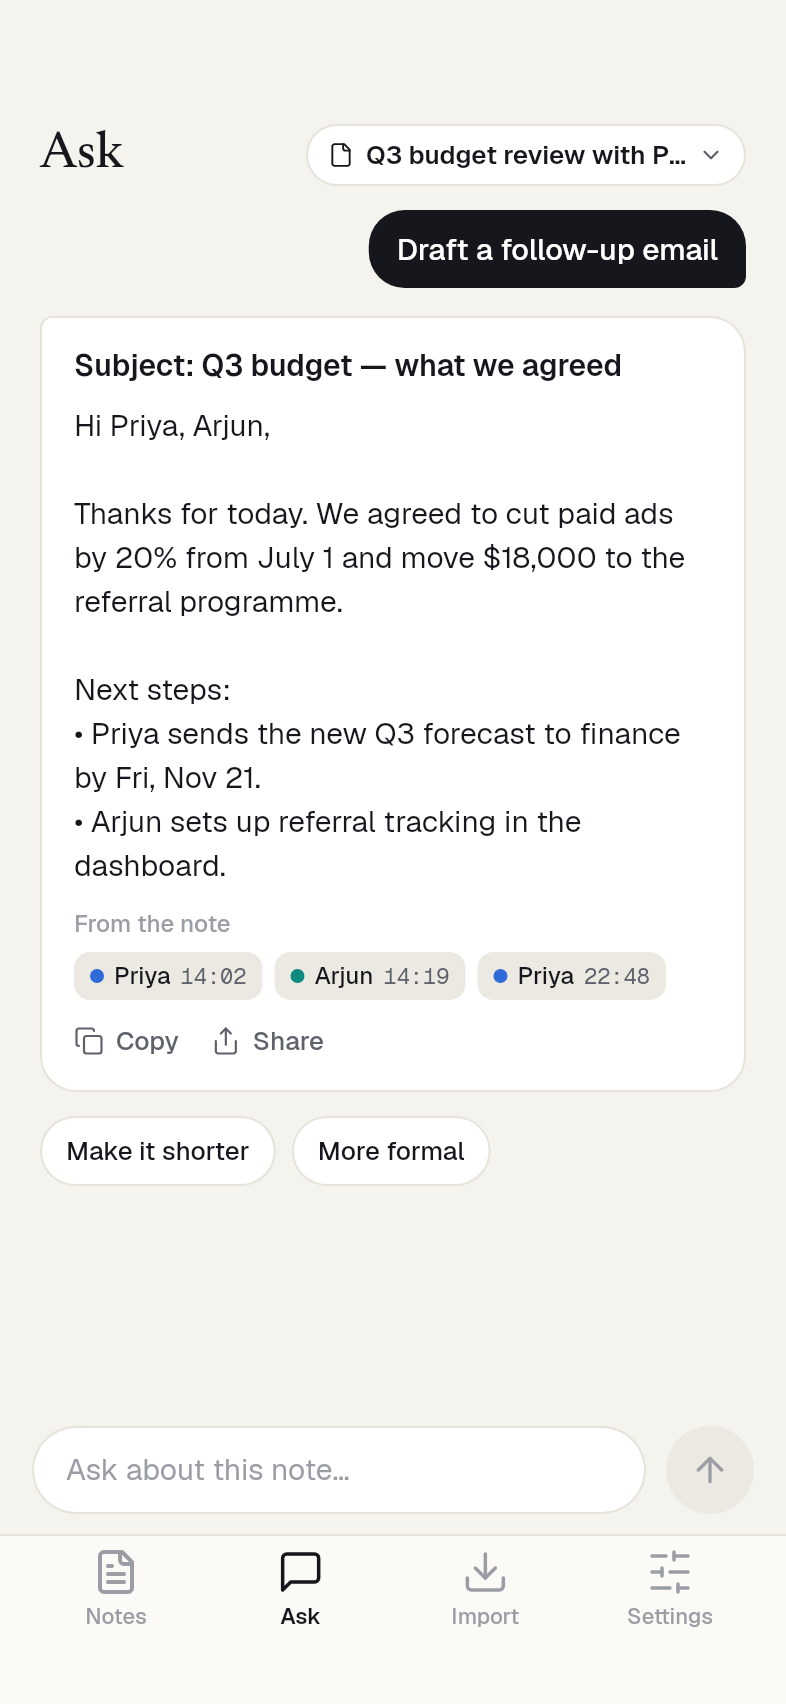 Ask
Q3 budget review with P...
Draft a follow-up email
Subject: Q3 budget — what we agreed
Hi Priya, Arjun,
Thanks for today. We agreed to cut paid ads
by 20% from July 1 and move $18,000 to the
referral programme.
Next steps:
• Priya sends the new Q3 forecast to finance
by Fri, Nov 21.
• Arjun sets up referral tracking in the
dashboard.
From the note
Priya 14:02 Arjun 14:19 Priya 22:48
Copy Share
Make it shorter More formal
Ask about this note...
Notes Ask Import Settings